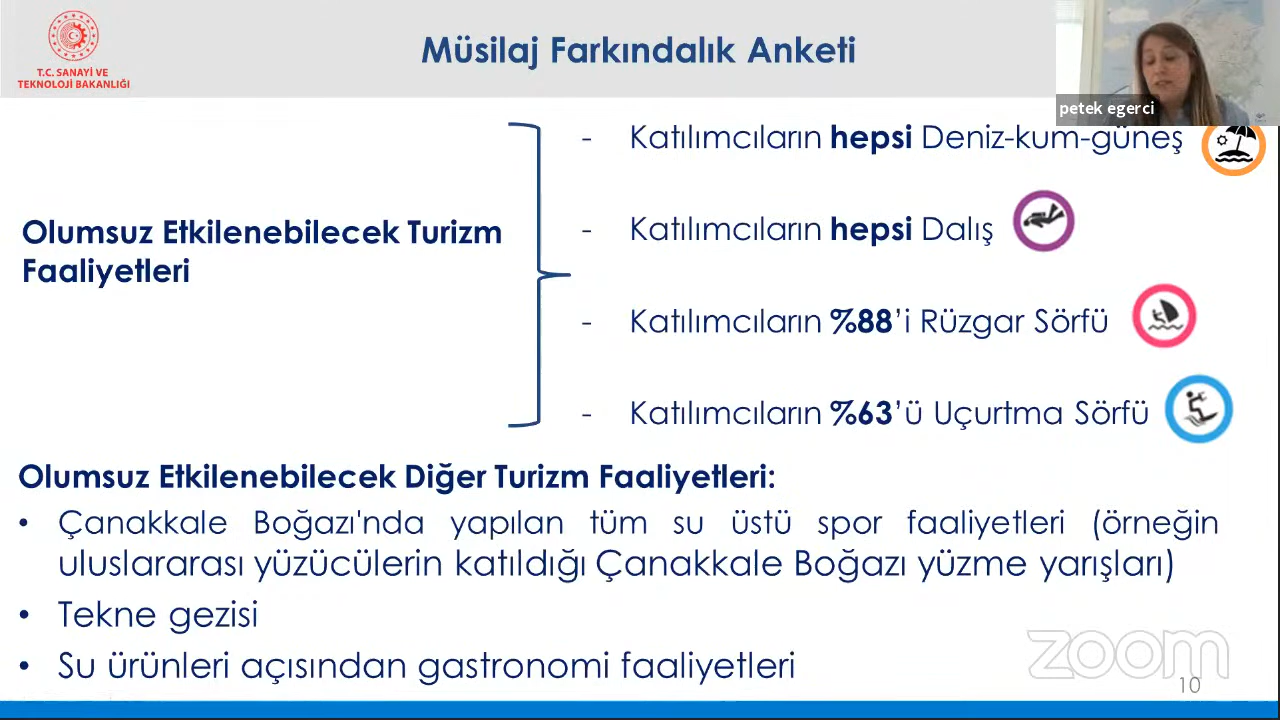 T.C. SANAYİ VE
TEKNOLOJİ BAKANLIĞI
Müsilaj Farkındalık Anketi
petek egerci
Olumsuz Etkilenebilecek Turizm
Faaliyetleri
- Katılımcıların hepsi Deniz-kum-güneş
- Katılımcıların hepsi Dalış
- Katılımcıların %88’i Rüzgar Sörfü
- Katılımcıların %63’ü Uçurtma Sörfü
Olumsuz Etkilenebilecek Diğer Turizm Faaliyetleri:
• Çanakkale Boğazı'nda yapılan tüm su üstü spor faaliyetleri (örneğin
uluslararası yüzücülerin katıldığı Çanakkale Boğazı yüzme yarışları)
• Tekne gezisi
• Su ürünleri açısından gastronomi faaliyetleri
zoom
10